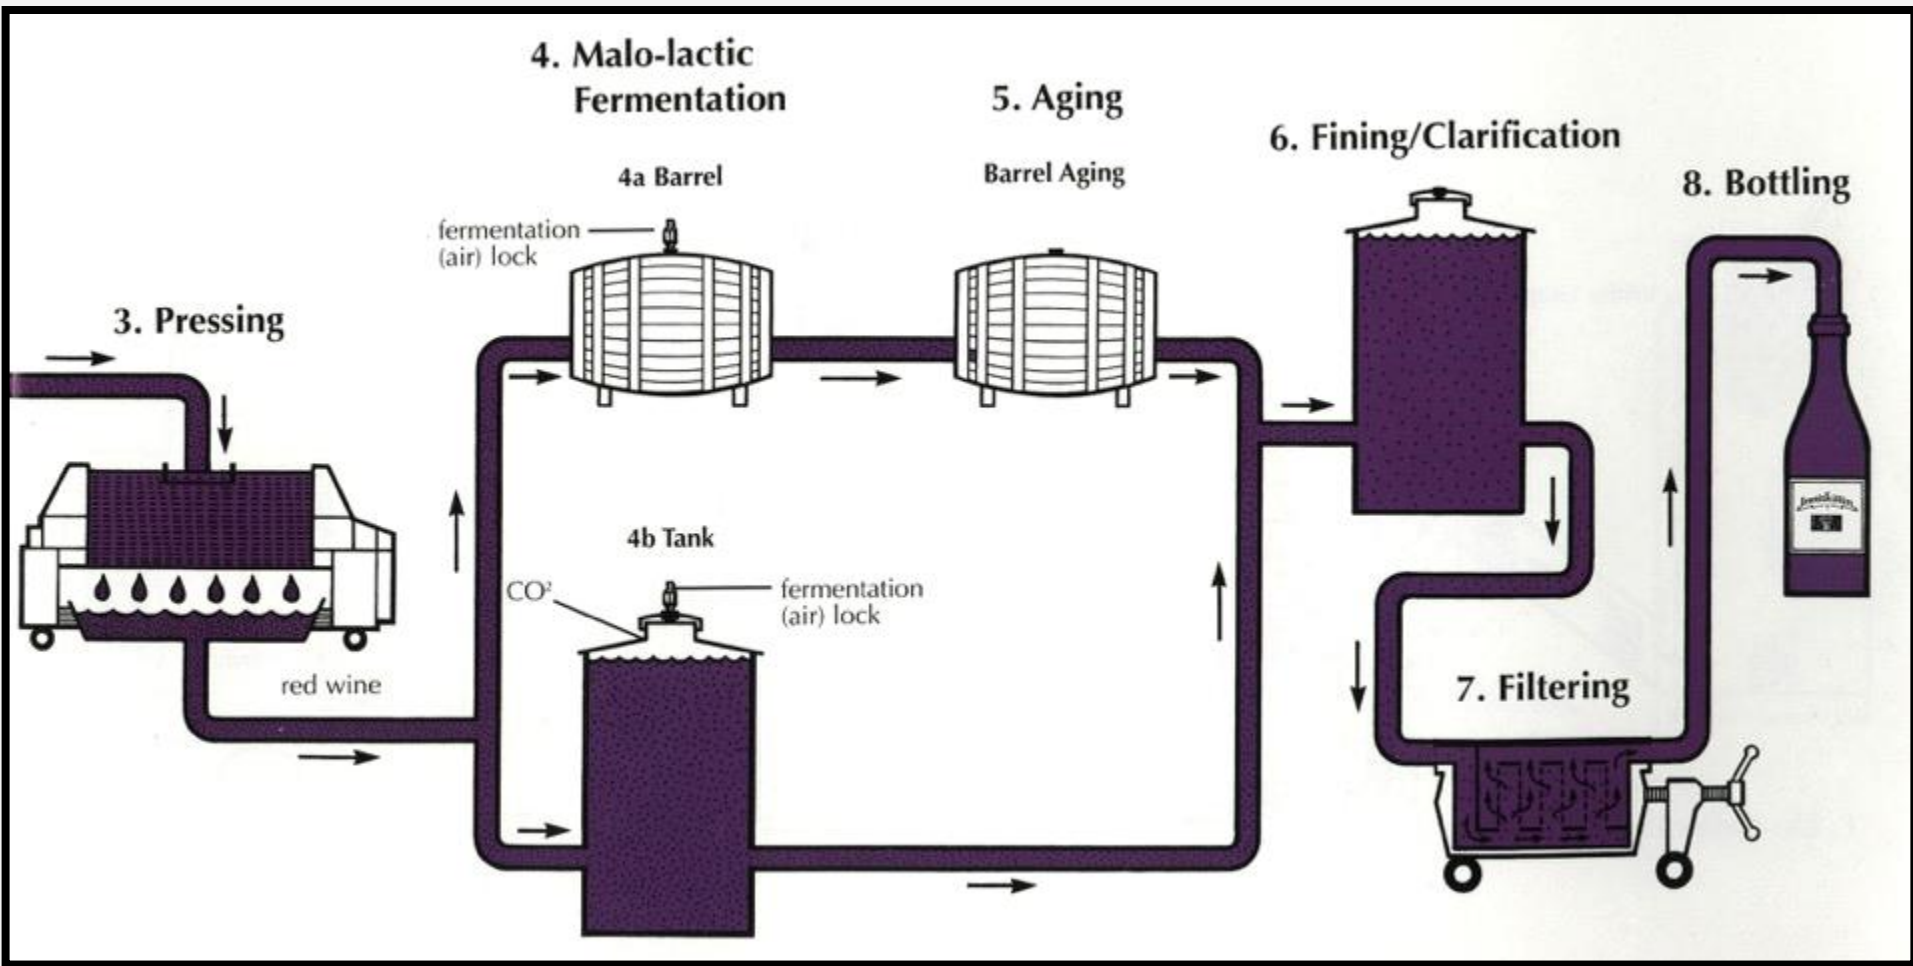 4. Malo-lactic
Fermentation
5. Aging
6. Fining/Clarification
4a Barrel
Barrel Aging
8. Bottling
fermentation
(air) lock
3. Pressing
4b Tank
CO²
fermentation
(air) lock
red wine
7. Filtering